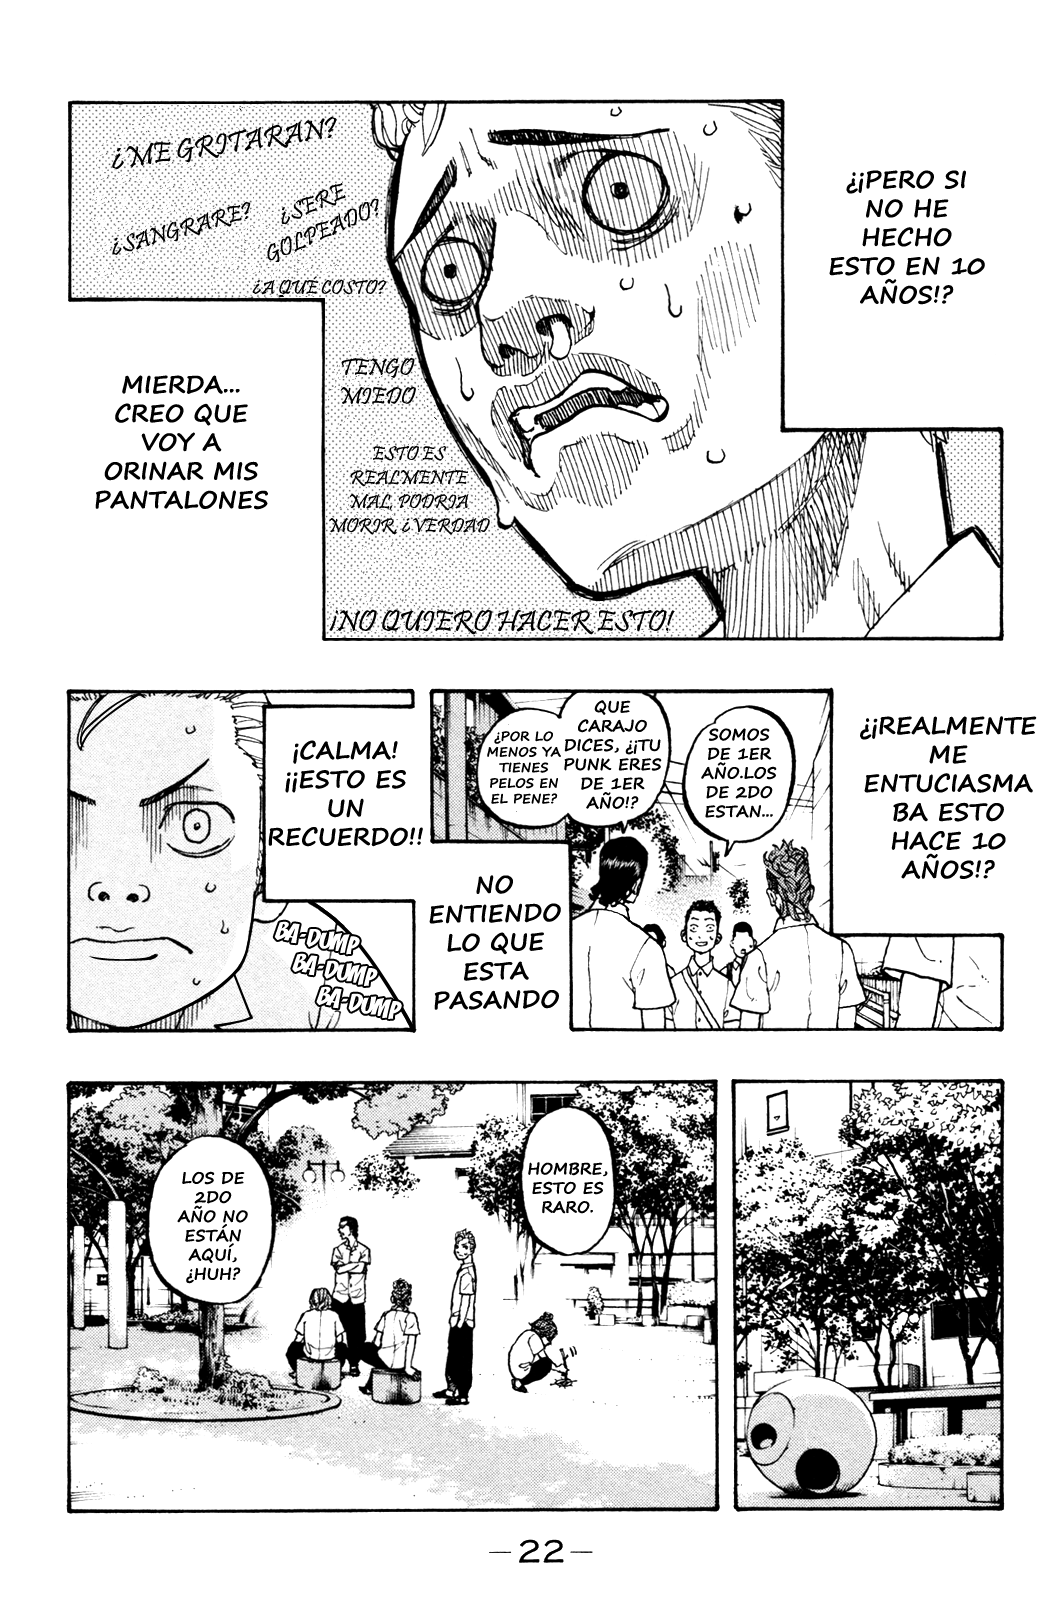 ¿¡PERO SI
NO HE
HECHO
ESTO EN 10
AÑOS!?
¿ME GRITARAN?
¿SANGRARE?
¿SERE
GOLPEADO?
¿A QUÉ COSTO?
TENGO
MIEDO
ESTO ES
REALMENTE
MAL, PODRIA
MORIR, ¿VERDAD
¡NO QUIERO HACER ESTO!
MIERDA...
CREO QUE
VOY A
ORINAR MIS
PANTALONES
¿¡REALMENTE
ME
ENTUCIASMA
BA ESTO
HACE 10
AÑOS!?
SOMOS
DE 1ER
AÑO.LOS
DE 2DO
ESTAN...
QUE
CARAJO
DICES, ¿¡TU
PUNK ERES
DE 1ER
AÑO!?
¿POR LO
MENOS YA
TIENES
PELOS EN
EL PENE?
NO
ENTIENDO
LO QUE
ESTA
PASANDO
¡CALMA!
¡¡ESTO ES
UN
RECUERDO!!
BA-DUMP
BA-DUMP
BA-DUMP
HOMBRE,
ESTO ES
RARO.
LOS DE
2DO
AÑO NO
ESTÁN
AQUÍ,
¿HUH?
—22—